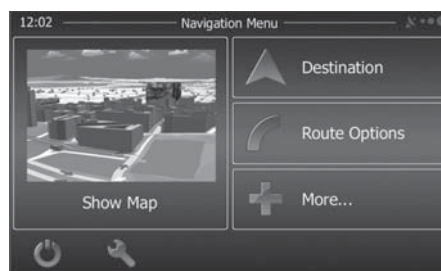 12:02 Navigation Menu
Destination
Route Options
Show Map
More...